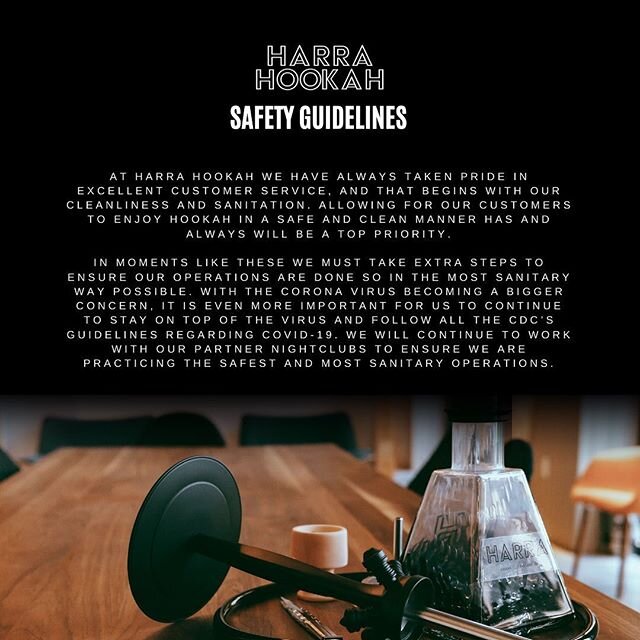 HARRA
HOOKAH
SAFETY GUIDELINES
AT HARRA HOOKAH WE HAVE ALWAYS TAKEN PRIDE IN
EXCELLENT CUSTOMER SERVICE, AND THAT BEGINS WITH OUR
CLEANLINESS AND SANITATION. ALLOWING FOR OUR CUSTOMERS
TO ENJOY HOOKAH IN A SAFE AND CLEAN MANNER HAS AND
ALWAYS WILL BE A TOP PRIORITY.
IN MOMENTS LIKE THESE WE MUST TAKE EXTRA STEPS TO
ENSURE OUR OPERATIONS ARE DONE SO IN THE MOST SANITARY
WAY POSSIBLE. WITH THE CORONA VIRUS BECOMING A BIGGER
CONCERN, IT IS EVEN MORE IMPORTANT FOR US TO CONTINUE
TO STAY ON TOP OF THE VIRUS AND FOLLOW ALL THE CDC'S
GUIDELINES REGARDING COVID-19. WE WILL CONTINUE TO WORK
WITH OUR PARTNER NIGHTCLUBS TO ENSURE WE ARE
PRACTICING THE SAFEST AND MOST SANITARY OPERATIONS.
HARRA